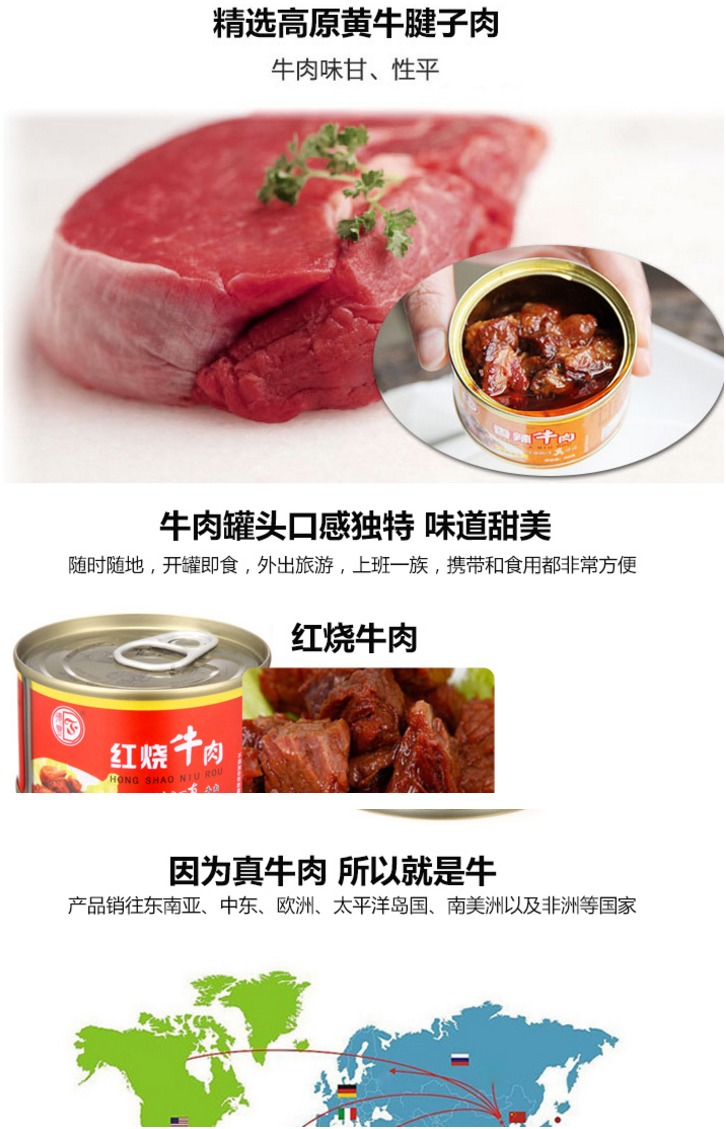 精选高原黄牛腱子肉
牛肉味甘、性平
香辣牛肉
牛肉罐头口感独特 味道甜美
随时随地，开罐即食，外出旅游，上班一族，携带和食用都非常方便
红烧牛肉
红烧牛肉
HONG SHAO NIU ROU
因为真牛肉 所以就是牛
产品销往东南亚、中东、欧洲、太平洋岛国、南美洲以及非洲等国家